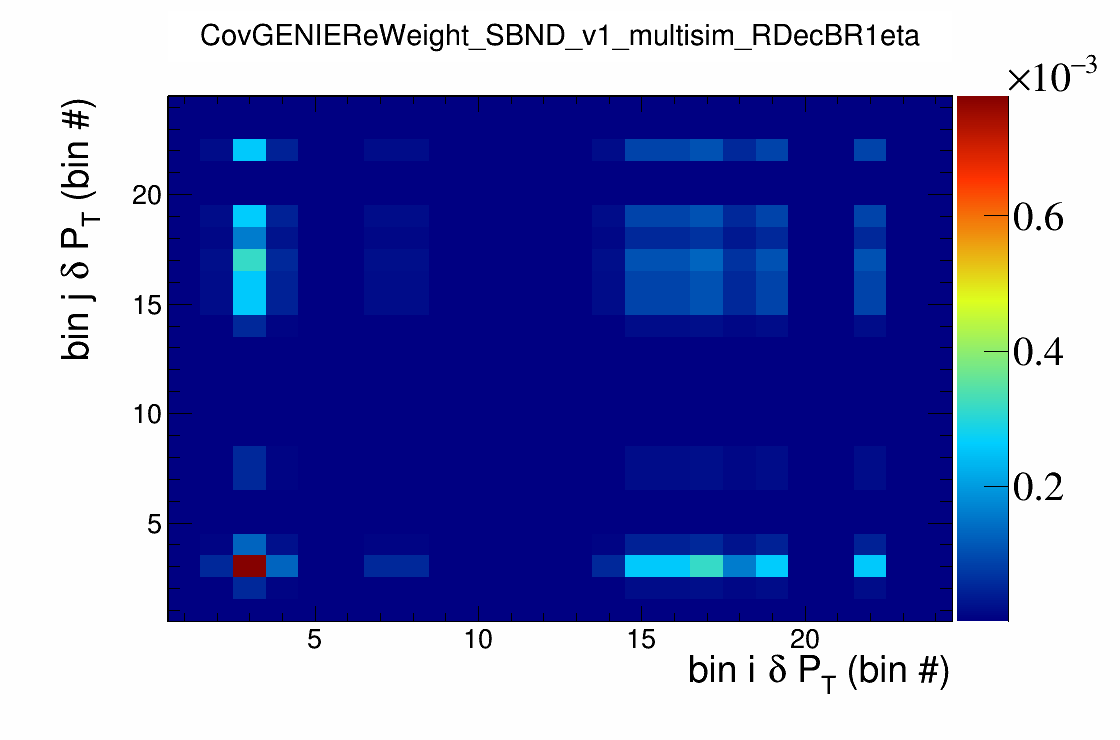 CovGENIEReWeight_SBND_v1_multisim_RDecBR1eta
×10⁻³
bin j δ P_T (bin #)
20
15
10
5
0.6
0.4
0.2
5 10 15 20
bin i δ P_T (bin #)